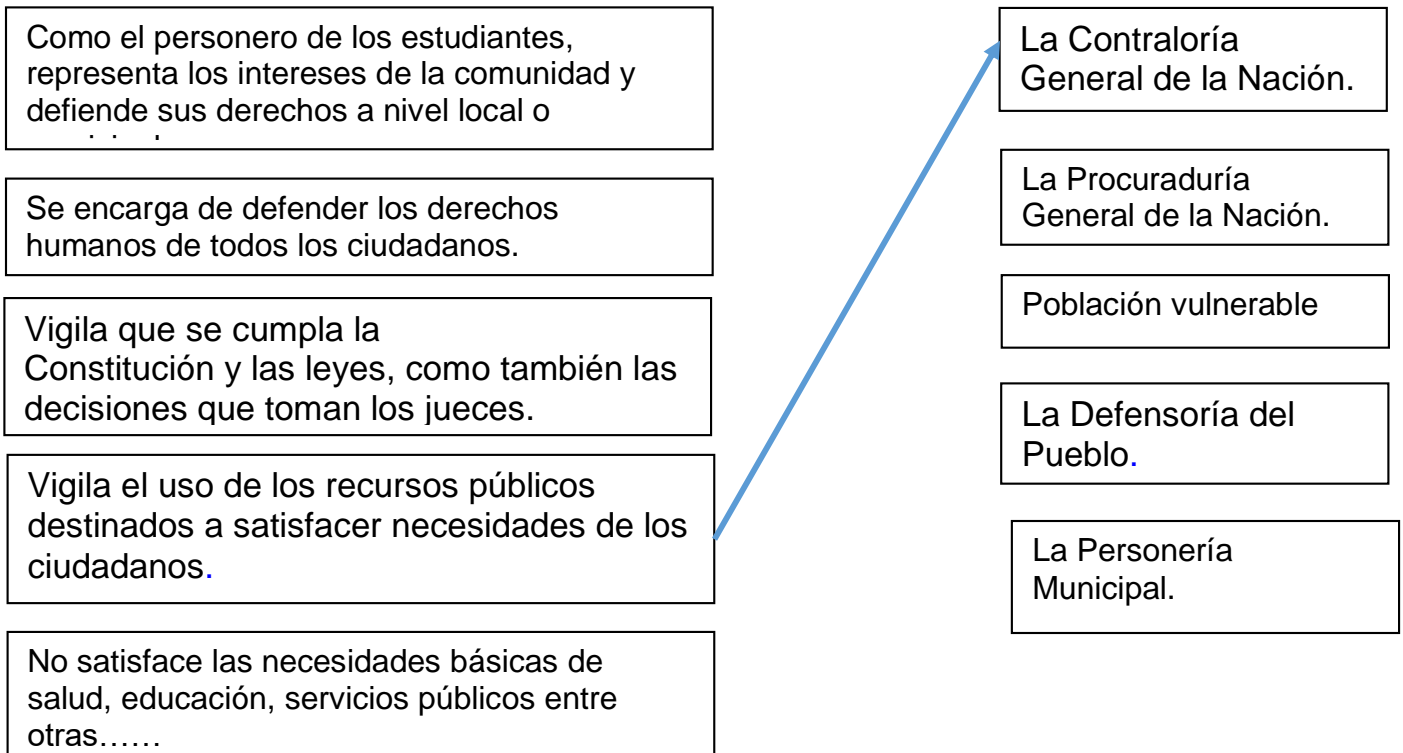 Como el personero de los estudiantes,
representa los intereses de la comunidad y
defiende sus derechos a nivel local o
Se encarga de defender los derechos
humanos de todos los ciudadanos.
Vigila que se cumpla la
Constitución y las leyes, como también las
decisiones que toman los jueces.
Vigila el uso de los recursos públicos
destinados a satisfacer necesidades de los
ciudadanos.
No satisface las necesidades básicas de
salud, educación, servicios públicos entre
otras……
La Contraloría
General de la Nación.
La Procuraduría
General de la Nación.
Población vulnerable
La Defensoría del
Pueblo.
La Personería
Municipal.